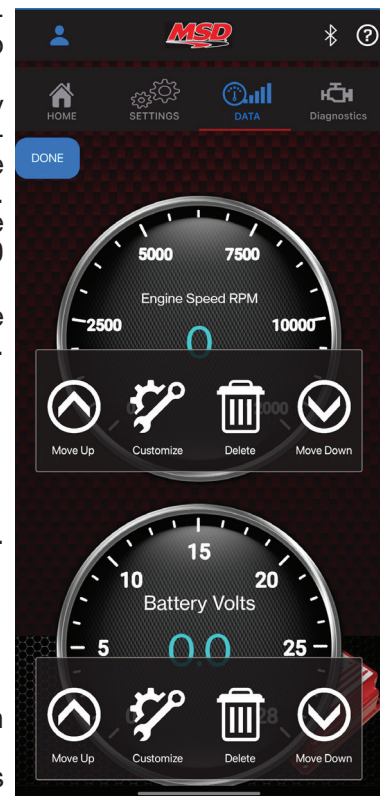 MSD
HOME SETTINGS DATA Diagnostics
DONE
5000 7500
Engine Speed RPM
2500 10000
0
Move Up Customize Delete Move Down
15
10 20
Battery Volts
5 25
0.0
28
Move Up Customize Delete Move Down